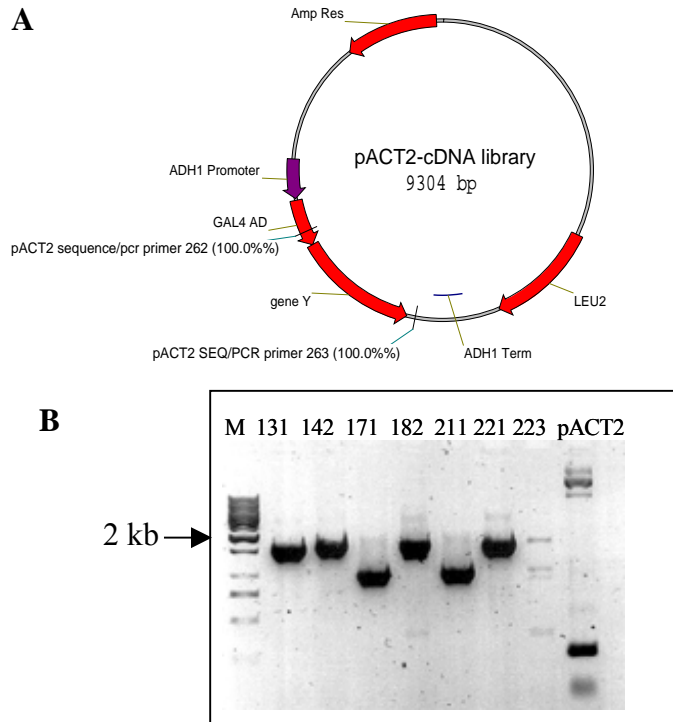 A
Amp Res
pACT2-cDNA library
9304 bp
ADH1 Promoter
GAL4 AD
pACT2 sequence/pcr primer 262 (100.0%%)
gene Y
LEU2
pACT2 SEQ/PCR primer 263 (100.0%%)
ADH1 Term
B
M 131 142 171 182 211 221 223 pACT2
2 kb